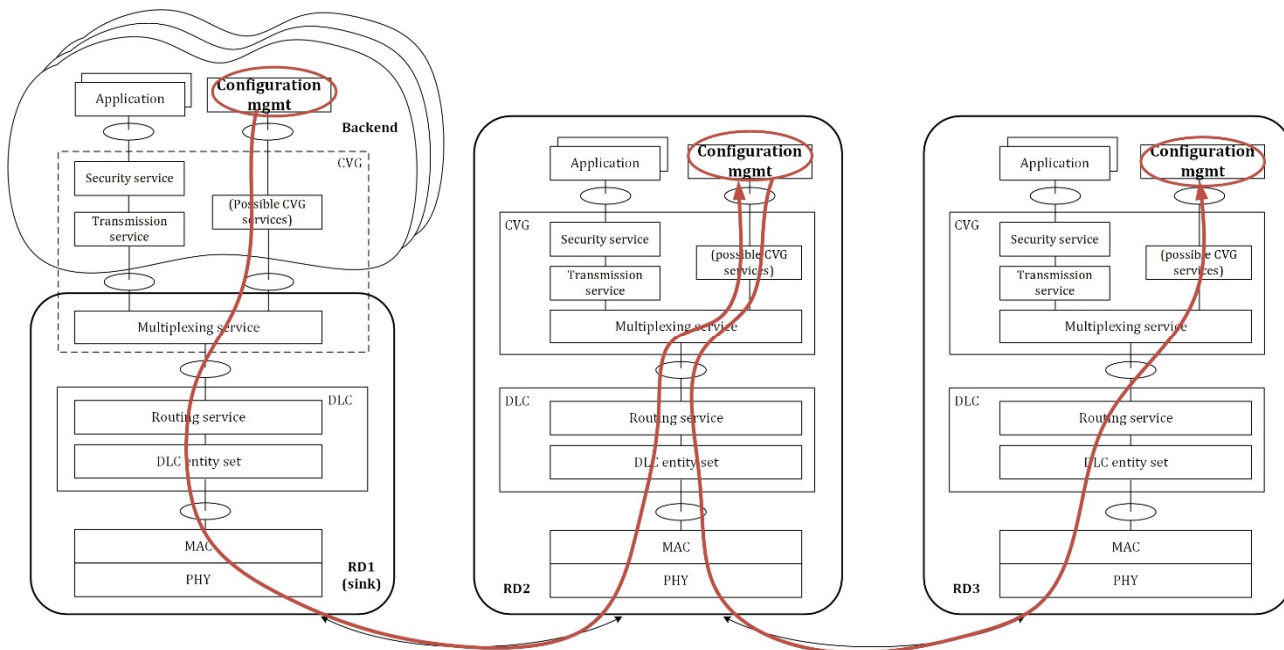 Application
Configuration
mgmt
Backend
CVG
Security service
(Possible CVG
services)
Transmission
service
Multiplexing service
DLC
Routing service
DLC entity set
MAC
PHY
RD1
(sink)
Application
Configuration
mgmt
CVG
Security service
(possible CVG
services)
Transmission
service
Multiplexing service
DLC
Routing service
DLC entity set
MAC
PHY
RD2
Application
Configuration
mgmt
CVG
Security service
(possible CVG
services)
Transmission
service
Multiplexing service
DLC
Routing service
DLC entity set
MAC
PHY
RD3